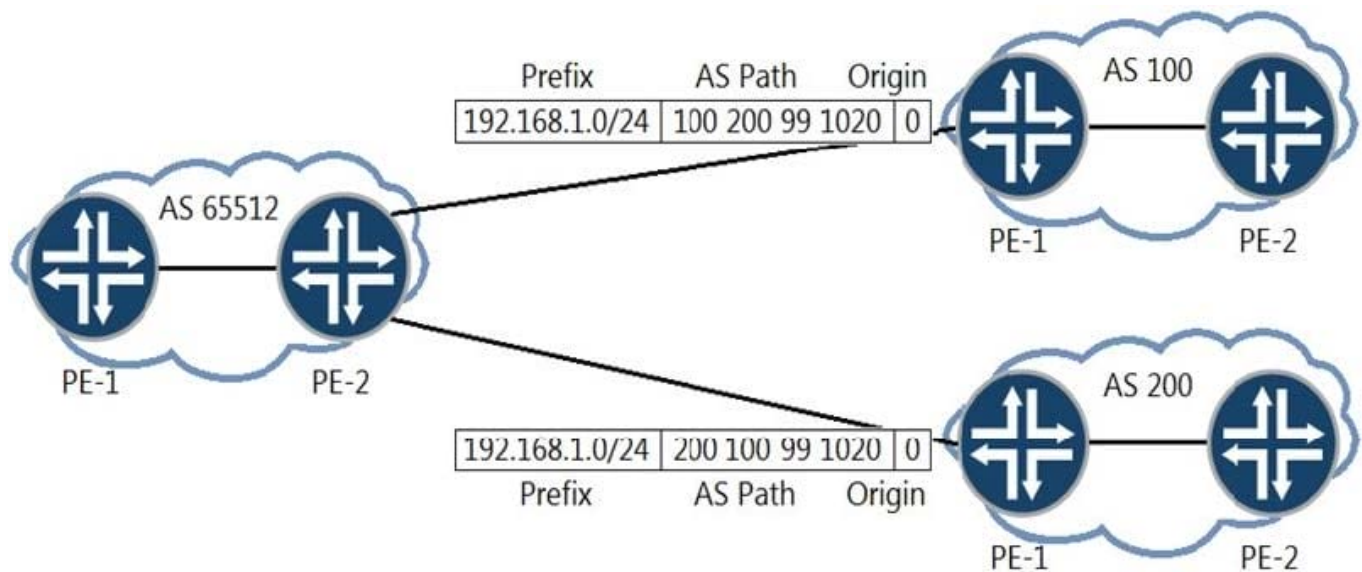 Prefix AS Path Origin
192.168.1.0/24 100 200 99 1020 0
AS 100
PE-1 PE-2
AS 65512
PE-1 PE-2
192.168.1.0/24 200 100 99 1020 0
Prefix AS Path Origin
AS 200
PE-1 PE-2